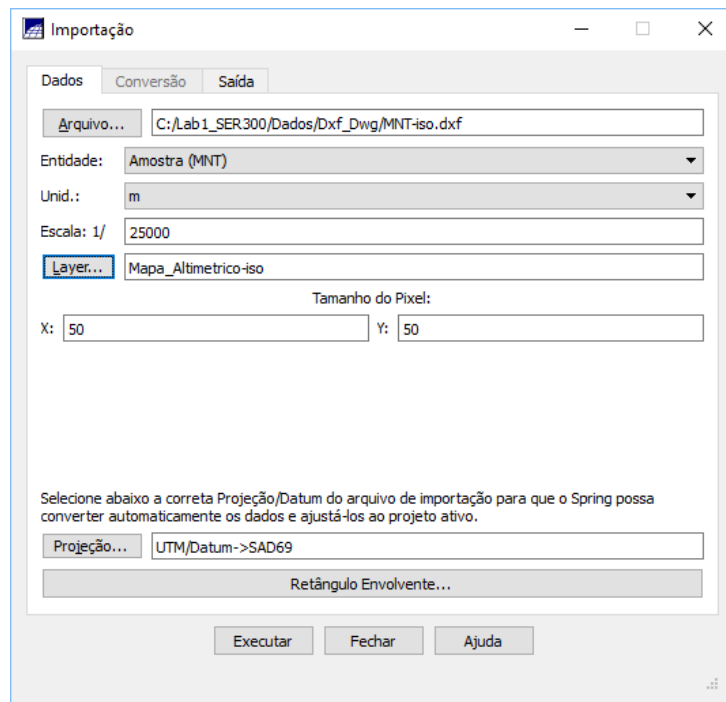 Importação
Dados Conversão Saída
Arquivo... C:/Lab1_SER300/Dados/Dxf_Dwg/MNT-iso.dxf
Entidade: Amostra (MNT)
Unid.: m
Escala: 1/ 25000
Layer... Mapa_Altimetrico-iso
Tamanho do Pixel:
X: 50 Y: 50
Selecione abaixo a correta Projeção/Datum do arquivo de importação para que o Spring possa
converter automaticamente os dados e ajustá-los ao projeto ativo.
Projeção... UTM/Datum->SAD69
Retângulo Envolvente...
Executar Fechar Ajuda